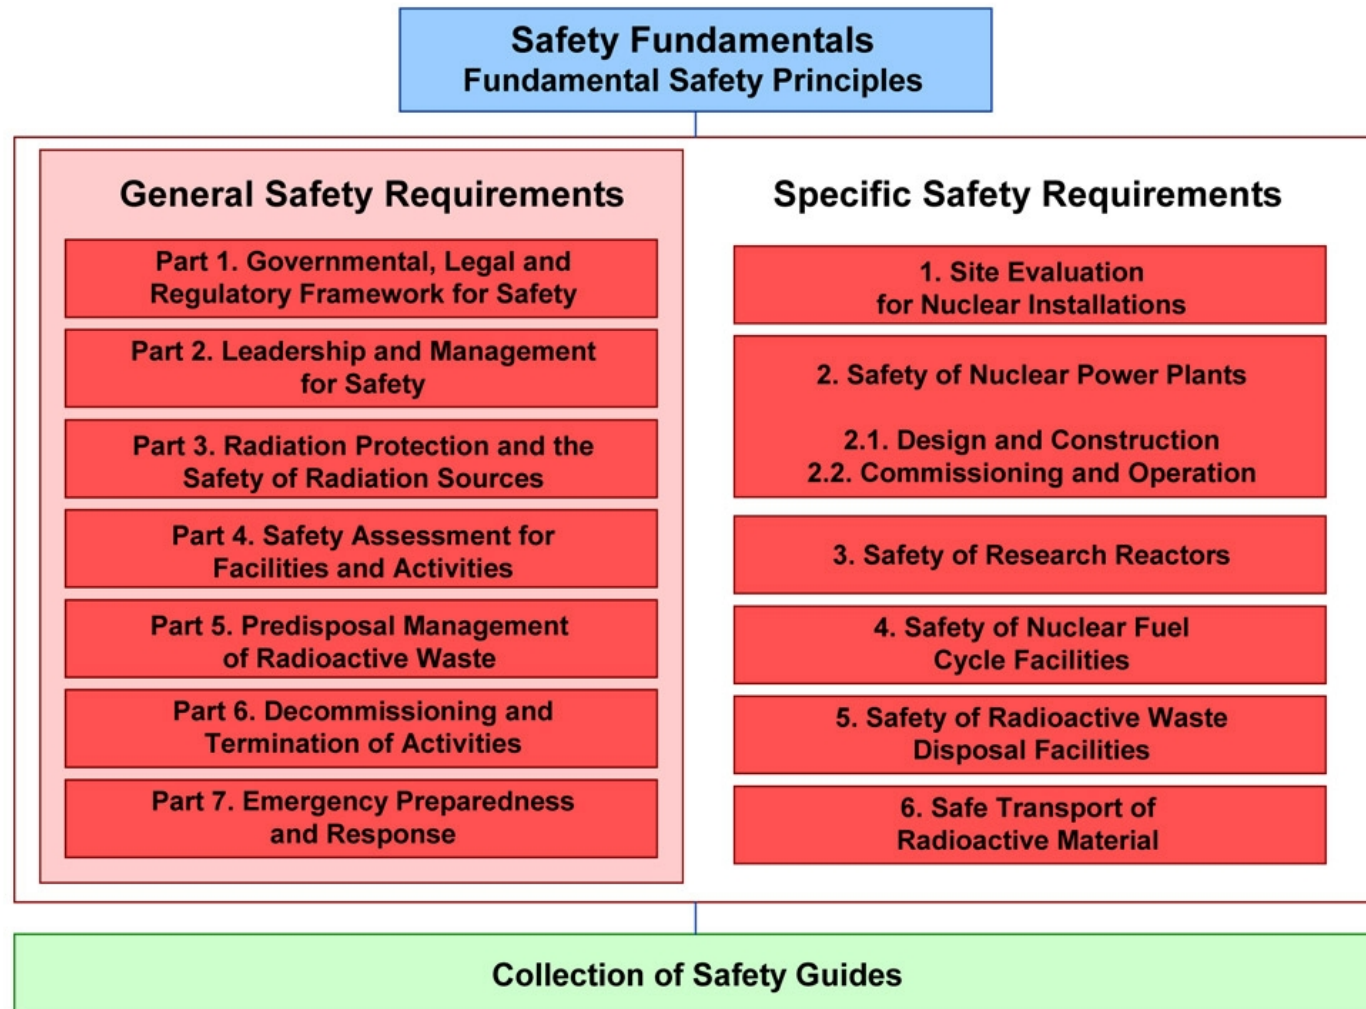 Safety Fundamentals
Fundamental Safety Principles
General Safety Requirements
Part 1. Governmental, Legal and
Regulatory Framework for Safety
Part 2. Leadership and Management
for Safety
Part 3. Radiation Protection and the
Safety of Radiation Sources
Part 4. Safety Assessment for
Facilities and Activities
Part 5. Predisposal Management
of Radioactive Waste
Part 6. Decommissioning and
Termination of Activities
Part 7. Emergency Preparedness
and Response
Specific Safety Requirements
1. Site Evaluation
for Nuclear Installations
2. Safety of Nuclear Power Plants
2.1. Design and Construction
2.2. Commissioning and Operation
3. Safety of Research Reactors
4. Safety of Nuclear Fuel
Cycle Facilities
5. Safety of Radioactive Waste
Disposal Facilities
6. Safe Transport of
Radioactive Material
Collection of Safety Guides